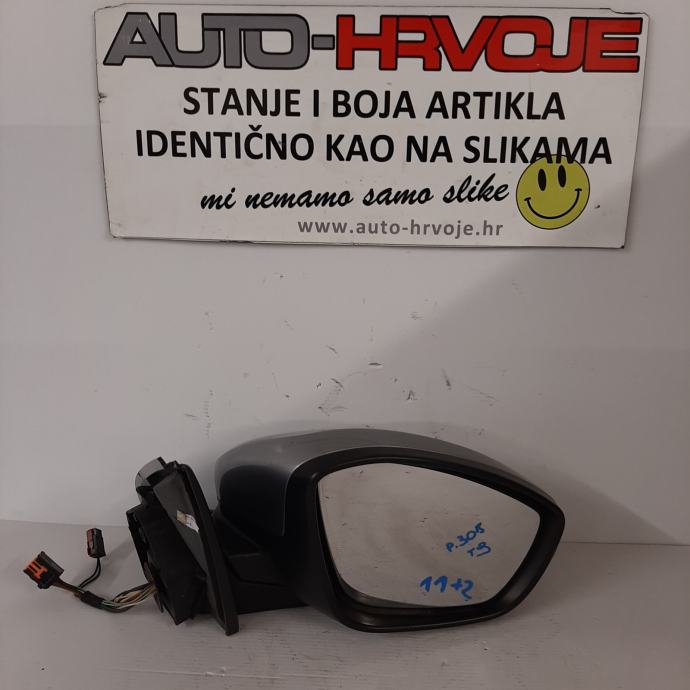 AUTO-HRVOJE
STANJE I BOJA ARTIKLA
IDENTIČNO KAO NA SLIKAMA
mi nemamo samo slike
www.auto-hrvoje.hr
P.308
T9
11+2